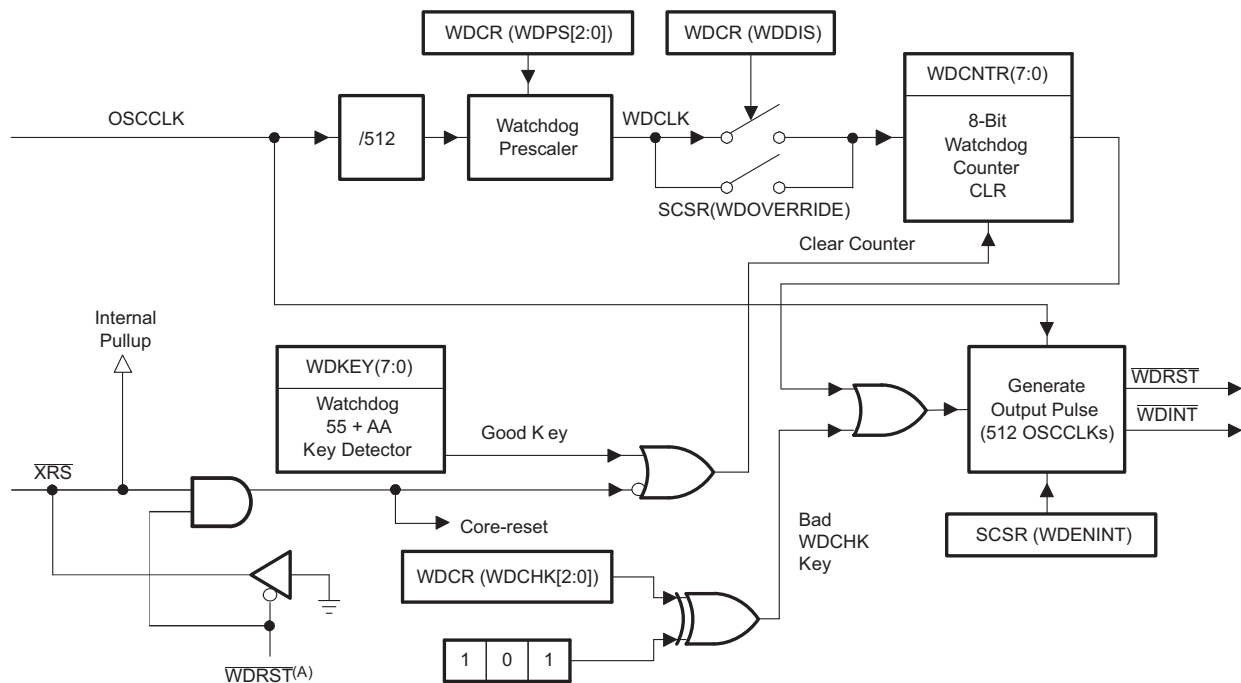 WDCR (WDPS[2:0])
WDCR (WDDIS)
WDCNTR(7:0)
OSCCLK
/512
Watchdog
Prescaler
WDCLK
8-Bit
Watchdog
Counter
CLR
SCSR(WDOVERRIDE)
Clear Counter
Internal
Pullup
WDKEY(7:0)
Watchdog
55 + AA
Key Detector
Good Key
Generate
Output Pulse
(512 OSCCLKs)
WDRST
WDINT
XRS
Core-reset
Bad
WDCHK
Key
SCSR (WDENINT)
WDCR (WDCHK[2:0])
1 0 1
WDRST(A)